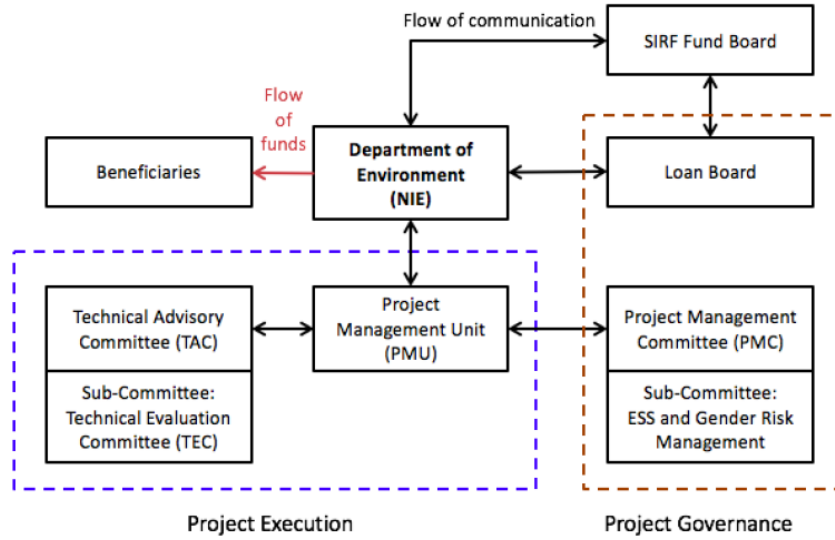 Flow of communication
SIRF Fund Board
Flow
of
funds
Beneficiaries
Department of
Environment
(NIE)
Loan Board
Technical Advisory
Committee (TAC)
Project
Management Unit
(PMU)
Project Management
Committee (PMC)
Sub-Committee:
Technical Evaluation
Committee (TEC)
Sub-Committee:
ESS and Gender Risk
Management
Project Execution
Project Governance